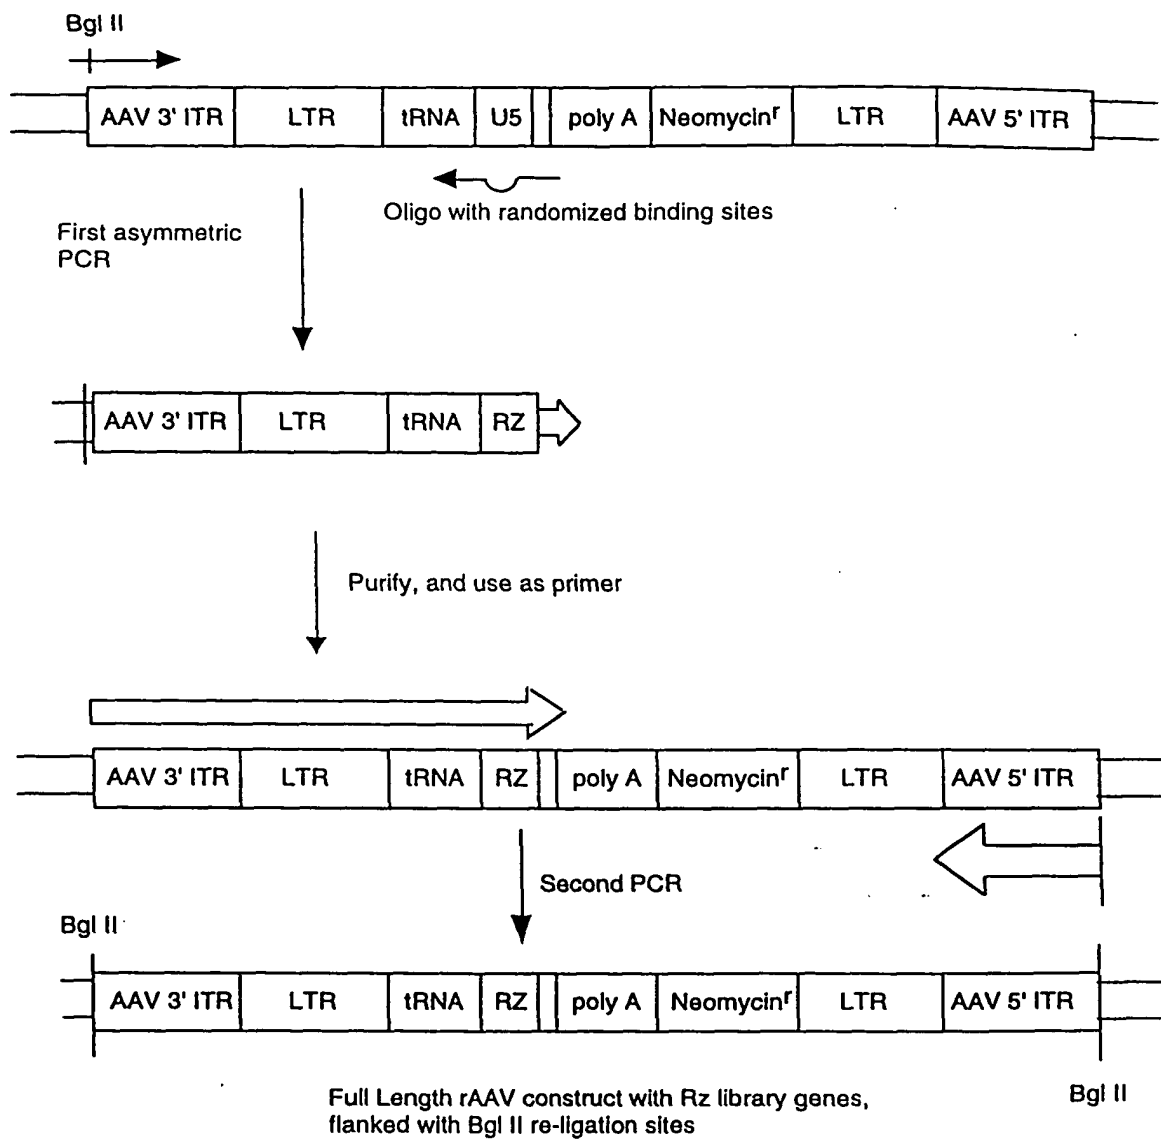 Bgl II
AAV 3' ITR LTR tRNA U5 poly A Neomycinʳ LTR AAV 5' ITR
Oligo with randomized binding sites
First asymmetric
PCR
AAV 3' ITR LTR tRNA RZ
Purify, and use as primer
AAV 3' ITR LTR tRNA RZ poly A Neomycinʳ LTR AAV 5' ITR
Second PCR
Bgl II
AAV 3' ITR LTR tRNA RZ poly A Neomycinʳ LTR AAV 5' ITR
Bgl II
Full Length rAAV construct with Rz library genes,
flanked with Bgl II re-ligation sites